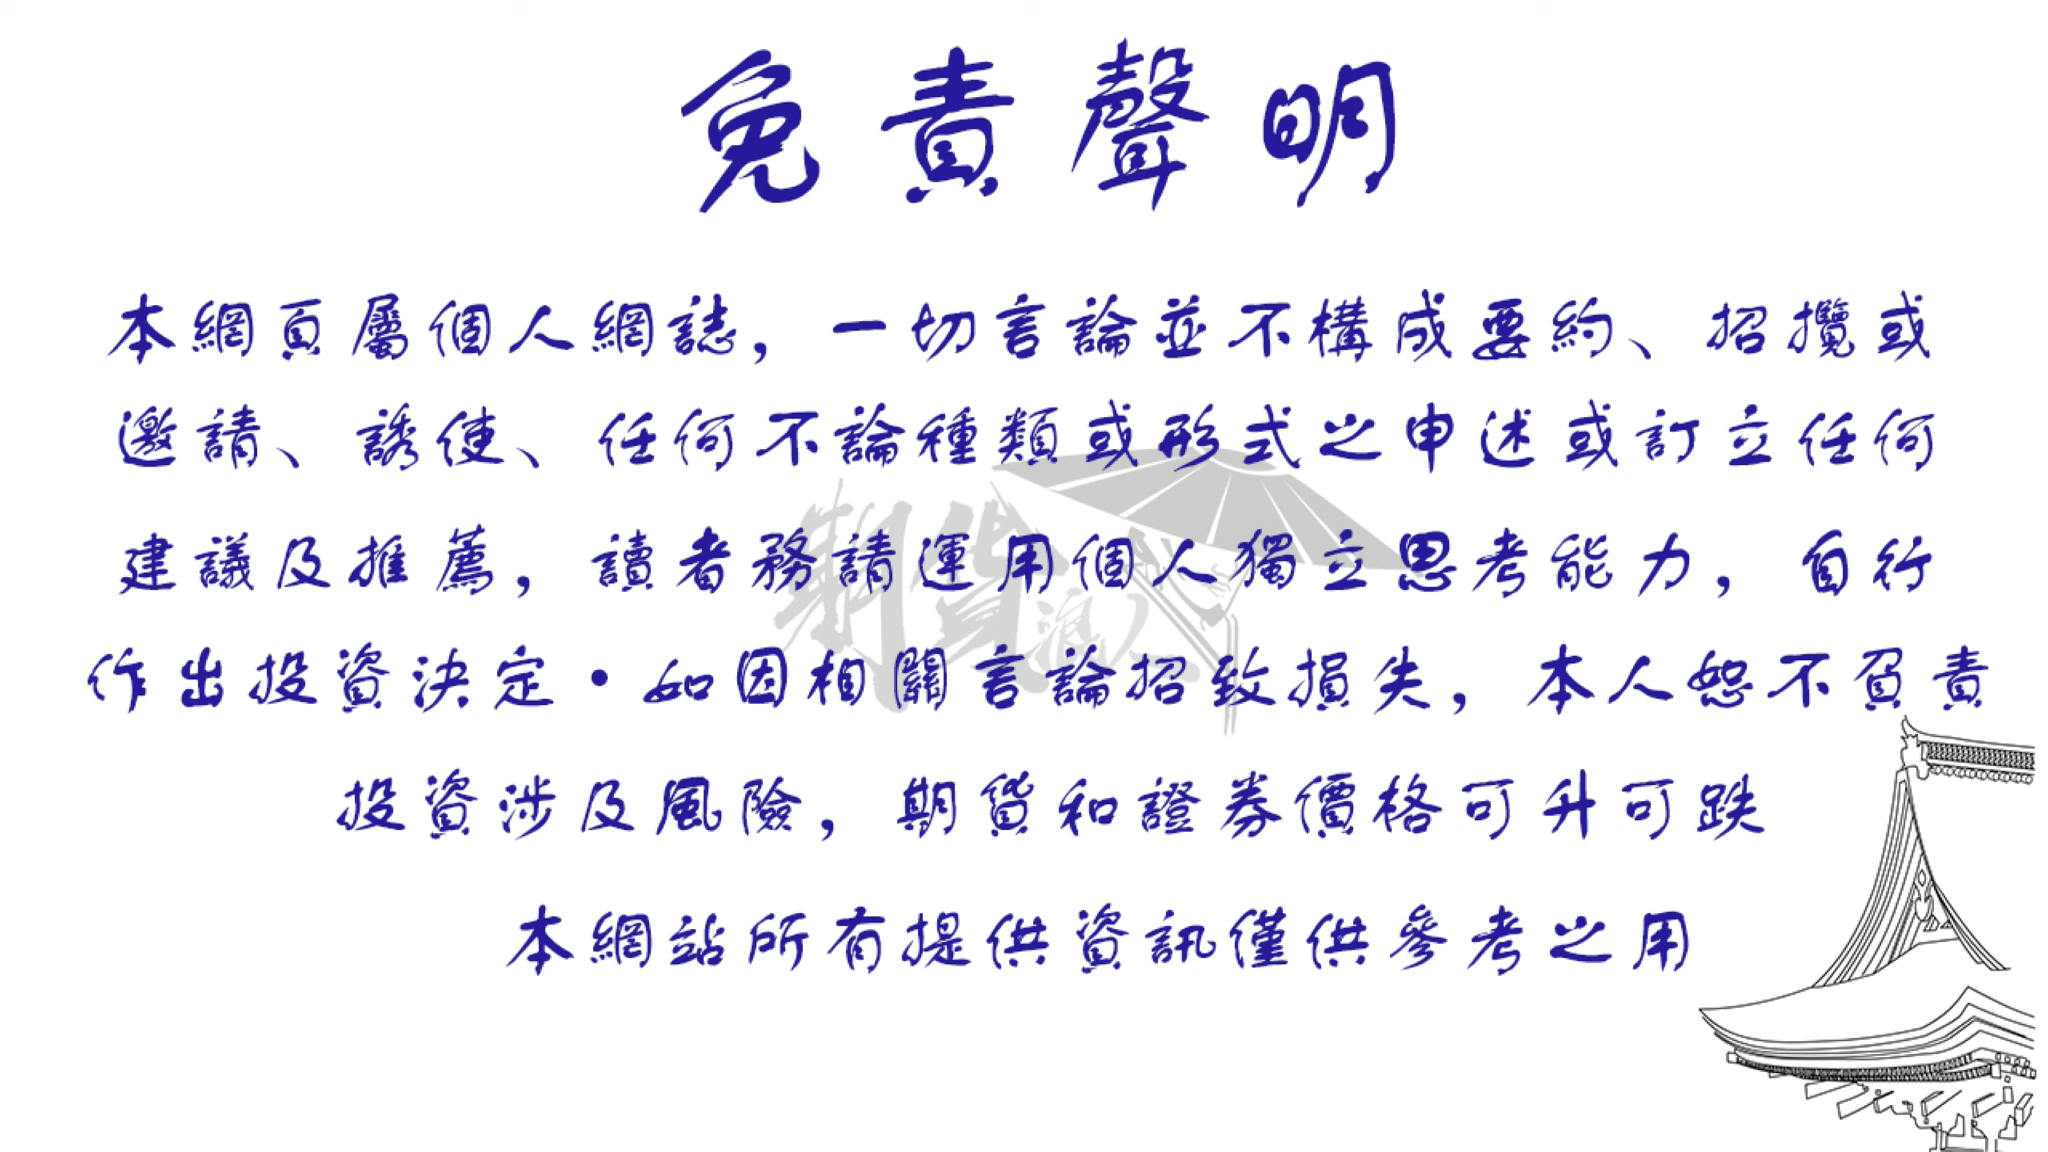 免責聲明
本網頁屬個人網誌，一切言論並不構成要約、招攬或
邀請、誘使、任何不論種類或形式之申述或訂立任何
建議及推薦，讀者務請運用個人獨立思考能力，自行
作出投資決定·如因相關言論招致損失，本人恕不負責
投資涉及風險，期貨和證券價格可升可跌
本網站所有提供資訊僅供參考之用
期貨浪人